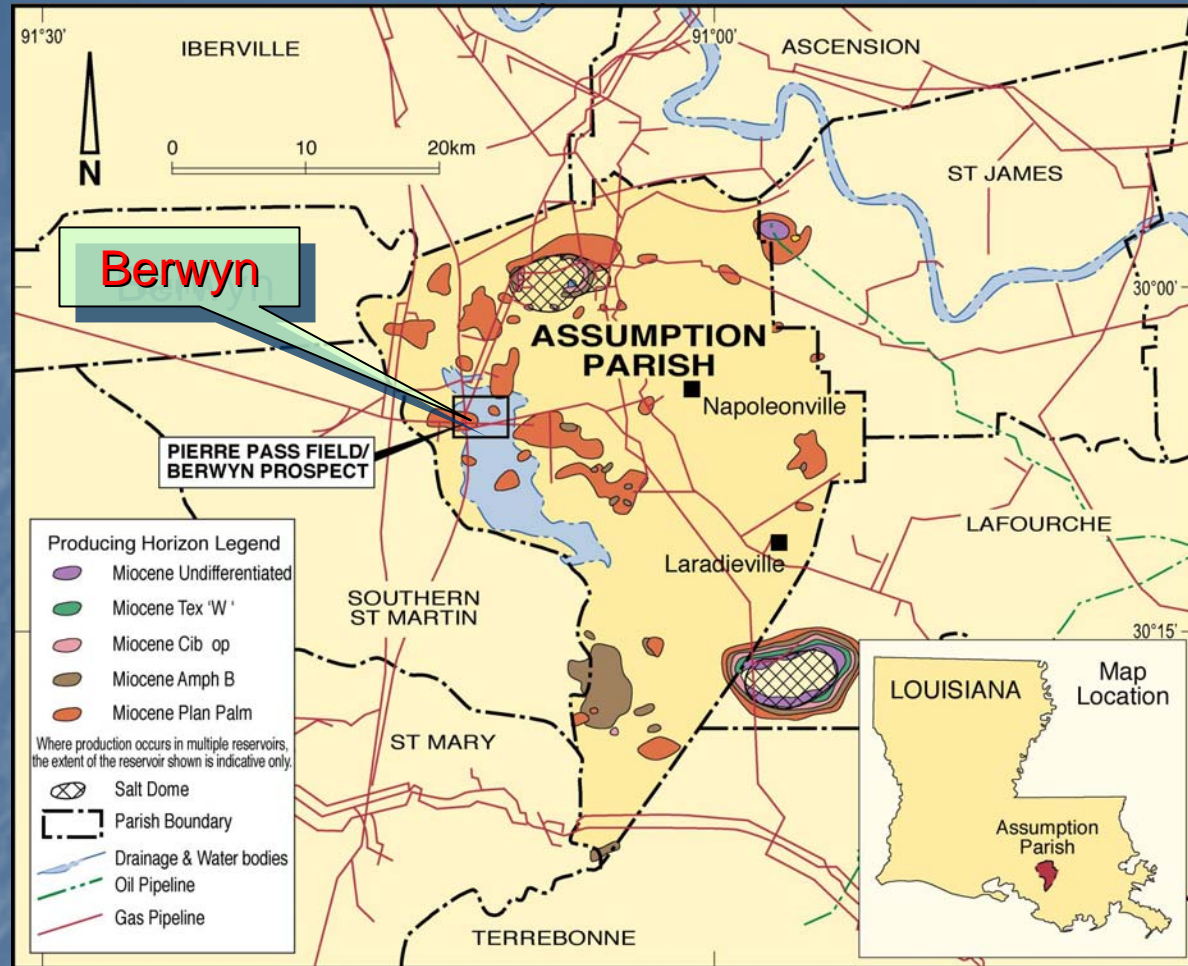 91°30'
IBERVILLE
91°00'
ASCENSION
0 10 20km
N
ST JAMES
Berwyn
30°00'
ASSUMPTION
PARISH
Napoleonville
PIERRE PASS FIELD/
BERWYN PROSPECT
LAFOURCHE
Laradieville
SOUTHERN
ST MARTIN
30°15'
ST MARY
TERREBONNE
Producing Horizon Legend
Miocene Undifferentiated
Miocene Tex 'W '
Miocene Cib op
Miocene Amph B
Miocene Plan Palm
Where production occurs in multiple reservoirs,
the extent of the reservoir shown is indicative only.
Salt Dome
Parish Boundary
Drainage & Water bodies
Oil Pipeline
Gas Pipeline
LOUISIANA
Map
Location
Assumption
Parish